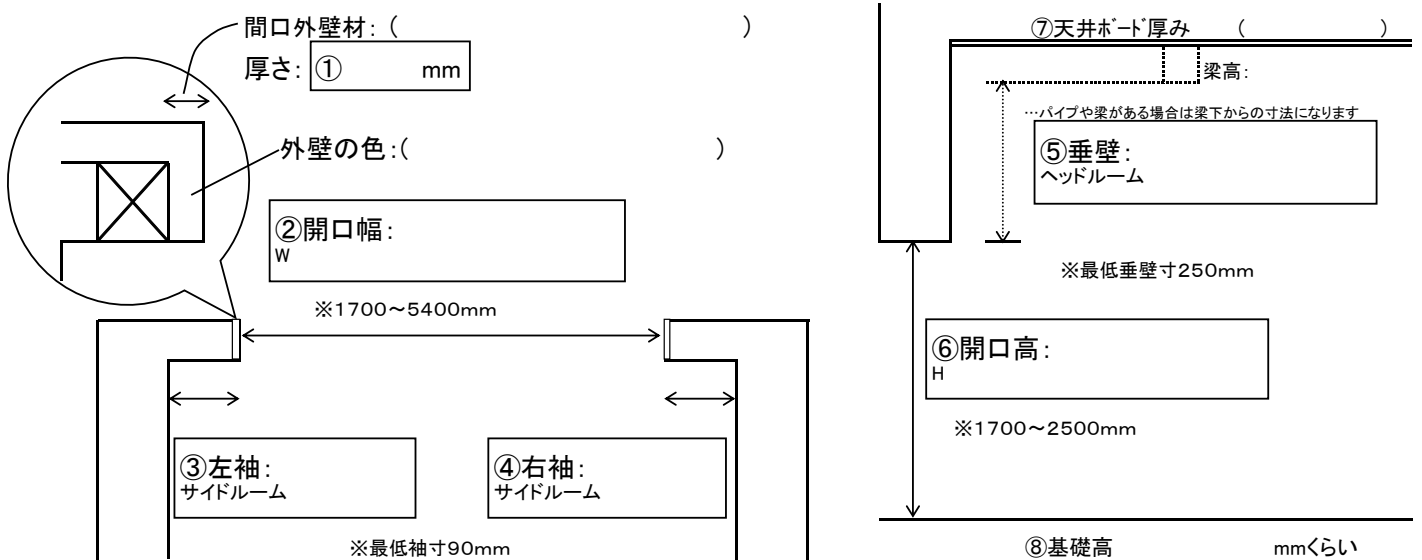 間口外壁材：（　　　　　　　　　）
厚さ：① mm
外壁の色：（　　　　　　　　　）
②開口幅：
W
※1700～5400mm
③左袖：
サイドルーム
④右袖：
サイドルーム
※最低袖寸90mm
⑦天井ﾎﾞｰﾄﾞ厚み　（　　　　　）
梁高：
…パイプや梁がある場合は梁下からの寸法になります
⑤垂壁：
ヘッドルーム
※最低垂壁寸250mm
⑥開口高：
H
※1700～2500mm
⑧基礎高　　　　　mmくらい